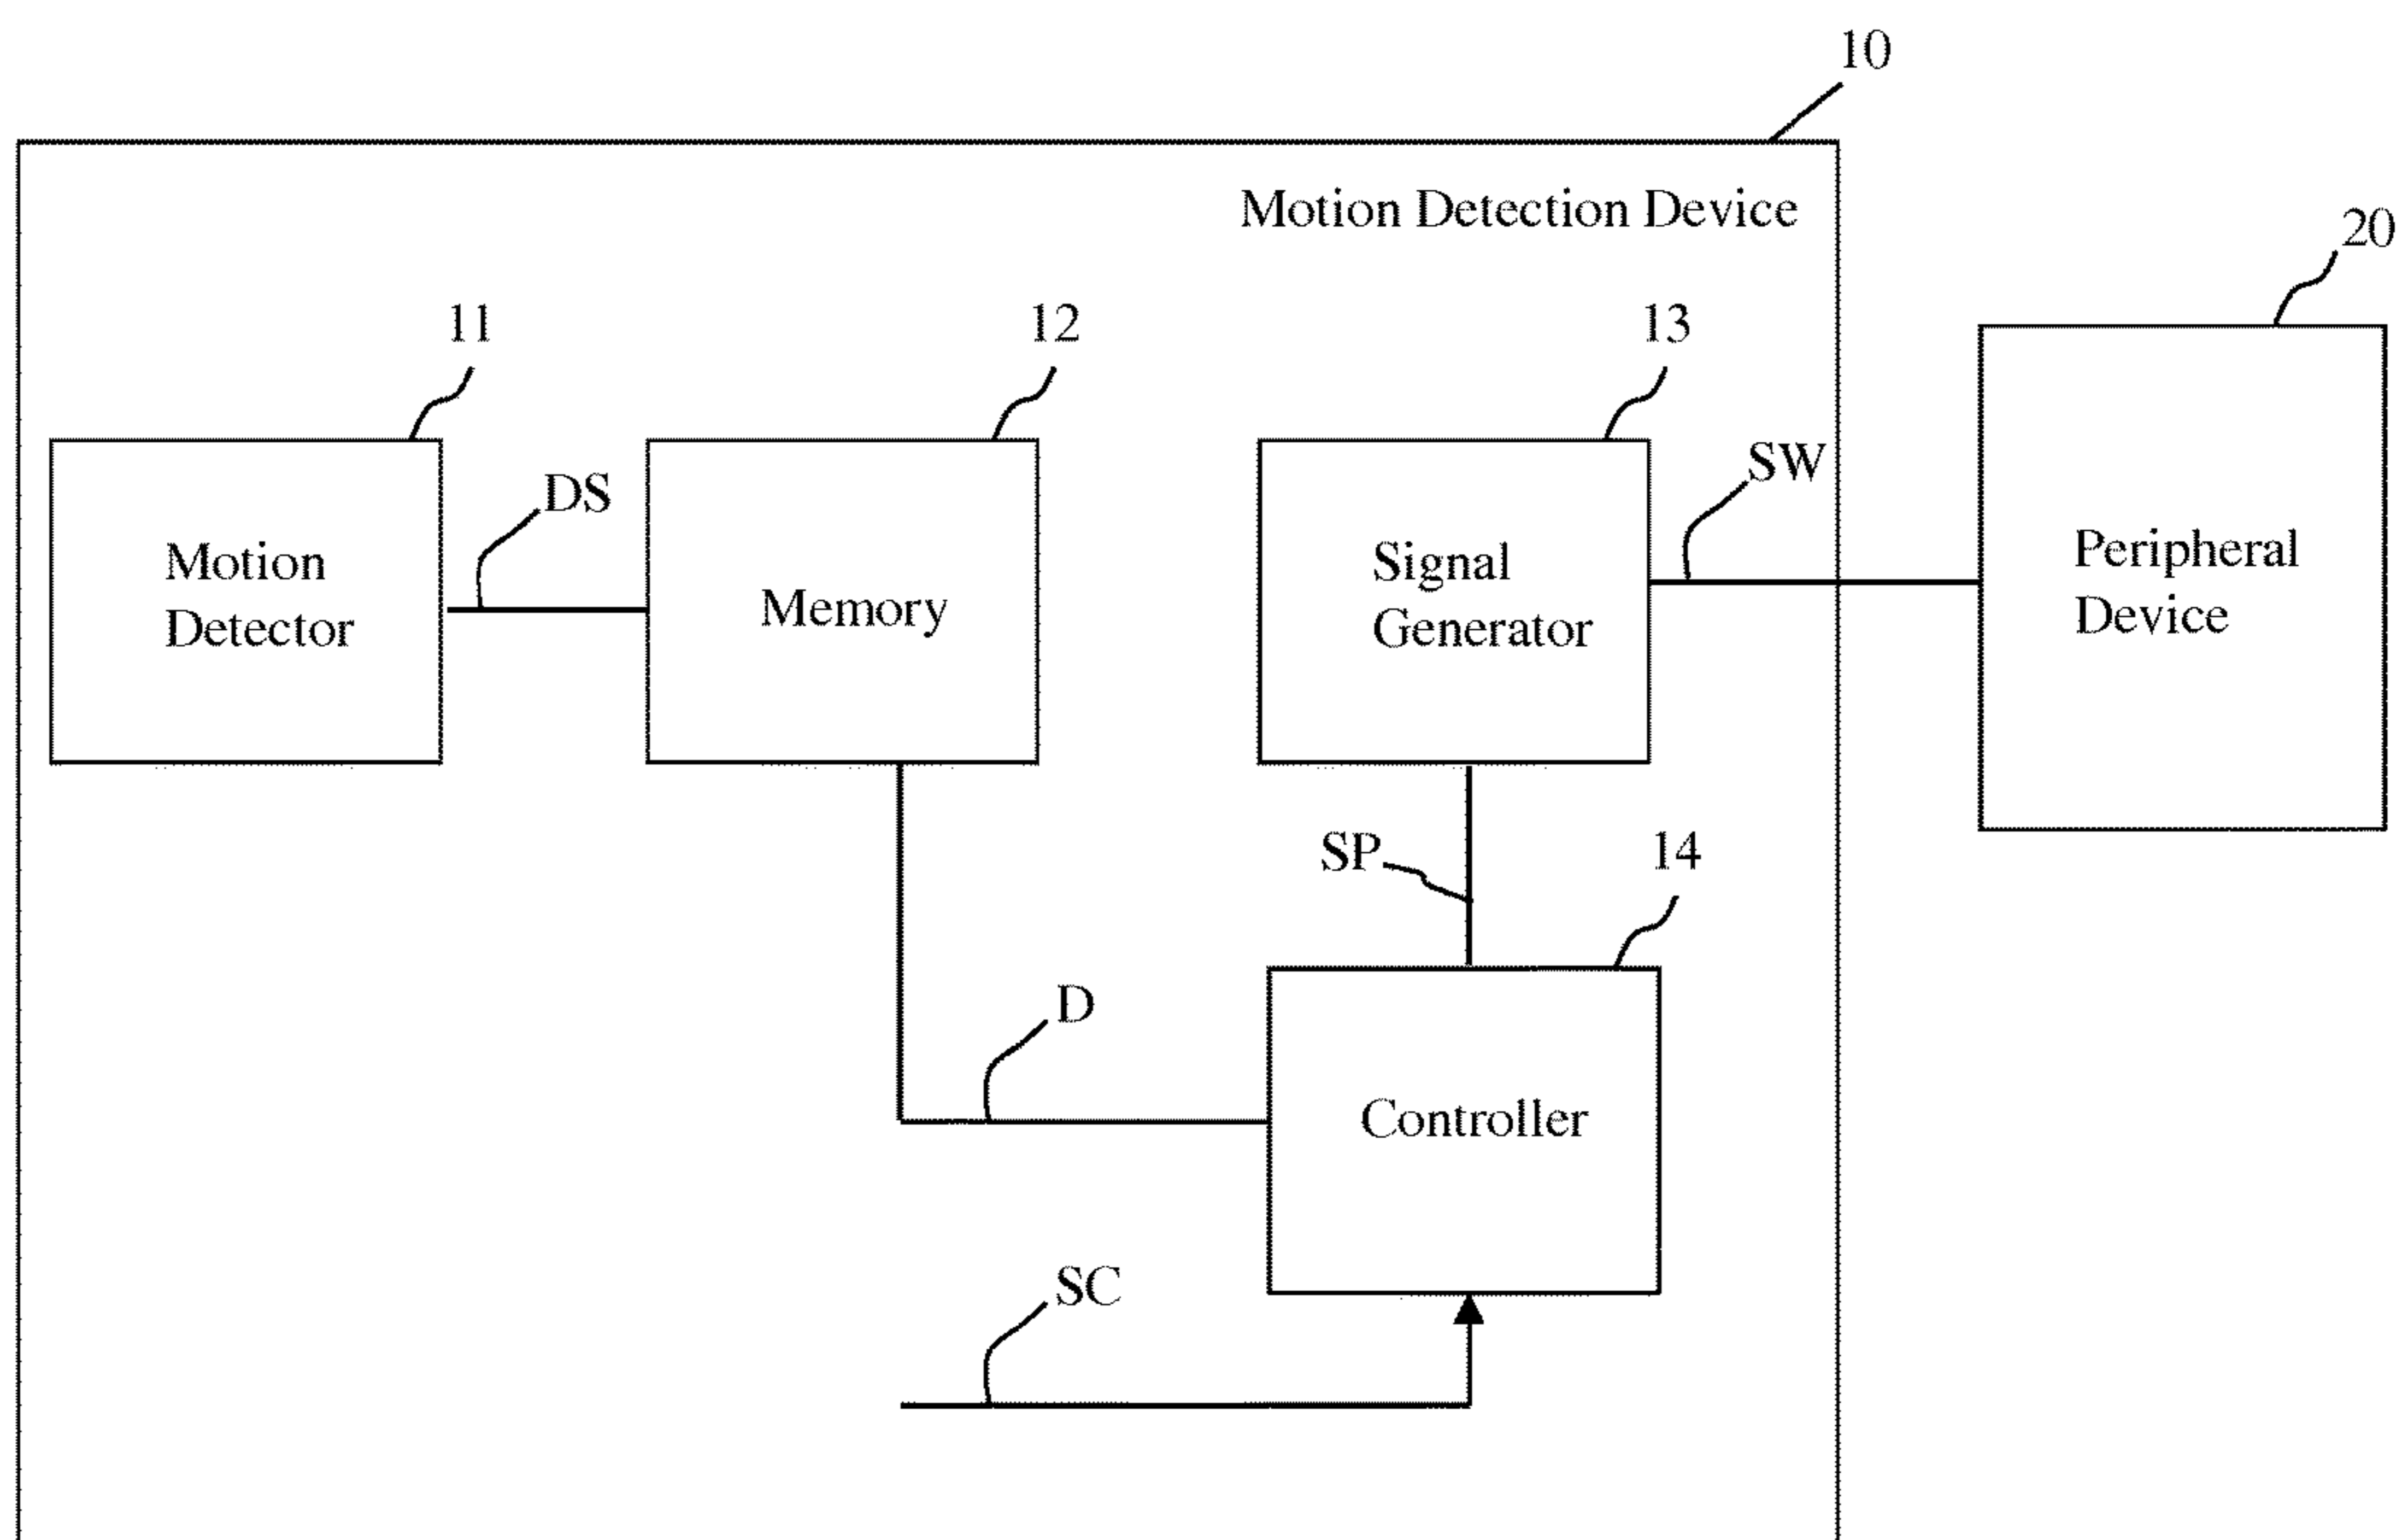 10
Motion Detection Device
20
11
12
13
DS
SW
Motion
Detector
Memory
Signal
Generator
Peripheral
Device
SP
14
D
Controller
SC